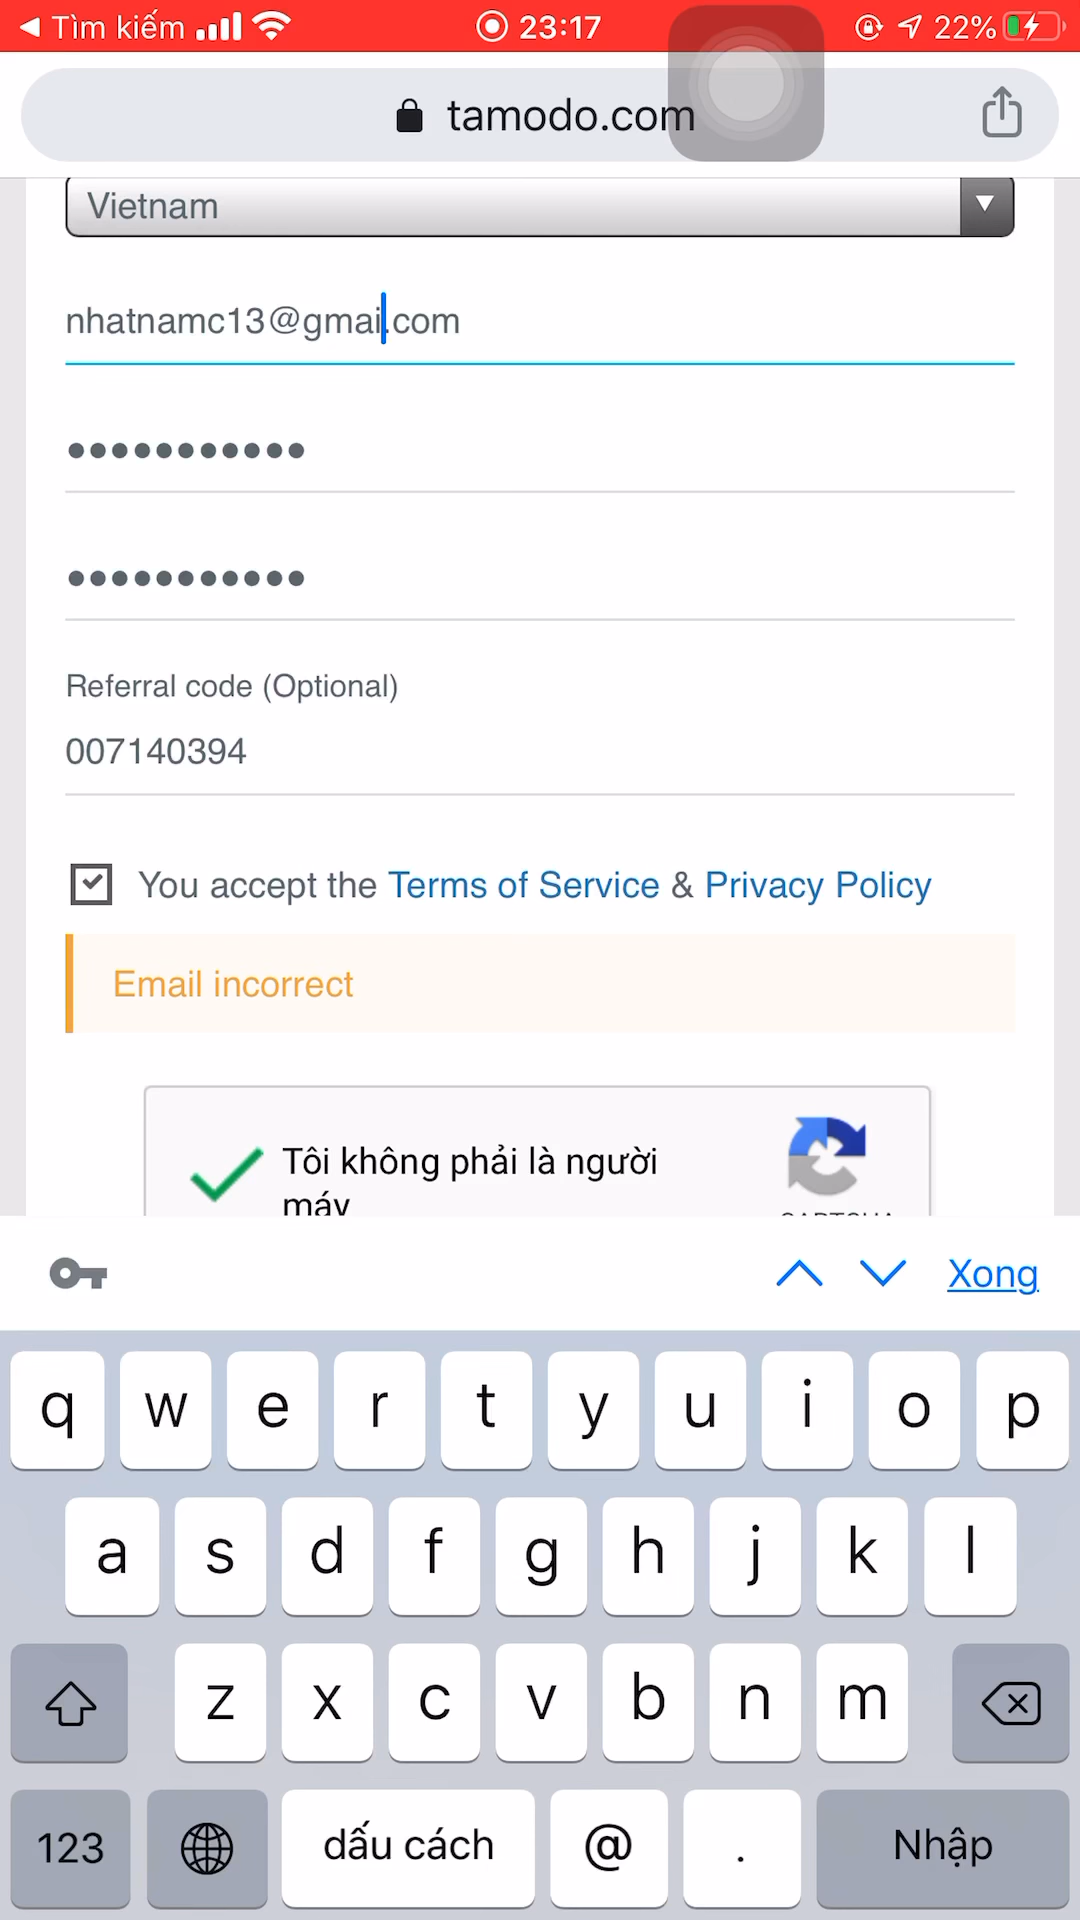 Tìm kiếm
23:17
22%
tamodo.com
Vietnam
nhatnamc13@gmai.com
•••••••••••
•••••••••••
Referral code (Optional)
007140394
You accept the Terms of Service & Privacy Policy
Email incorrect
Tôi không phải là người
máy
Xong
q w e r t y u i o p
a s d f g h j k l
z x c v b n m
123 dấu cách @ . Nhập